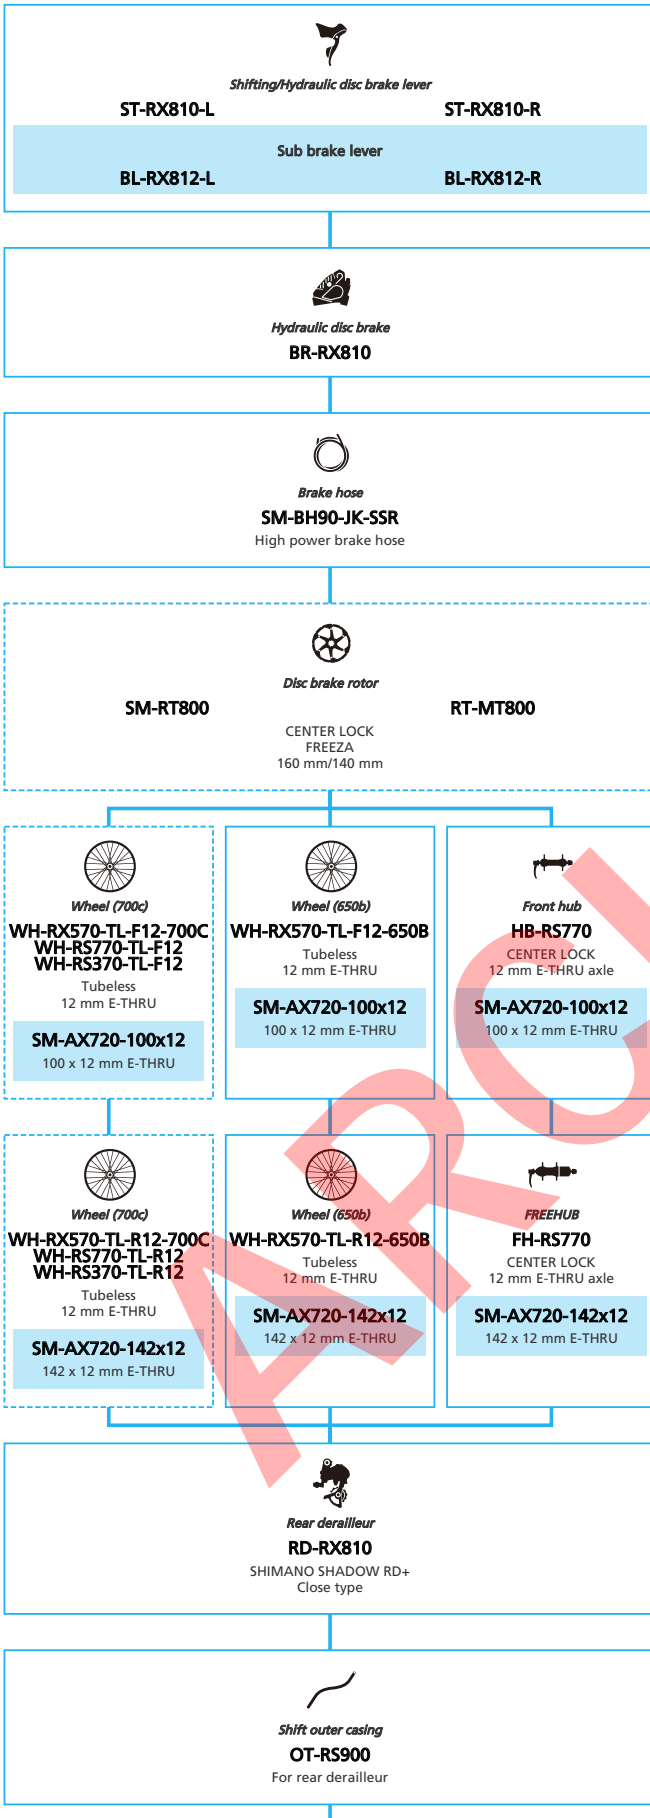 Shifting/Hydraulic disc brake lever
ST-RX810-L ST-RX810-R
Sub brake lever
BL-RX812-L BL-RX812-R
Hydraulic disc brake
BR-RX810
Brake hose
SM-BH90-JK-SSR
High power brake hose
Disc brake rotor
SM-RT800 RT-MT800
CENTER LOCK
FREEZA
160 mm/140 mm
Wheel (700c)
WH-RX570-TL-F12-700C
WH-RS770-TL-F12
WH-RS370-TL-F12
Tubeless
12 mm E-THRU
SM-AX720-100x12
100 x 12 mm E-THRU
Wheel (650b)
WH-RX570-TL-F12-650B
Tubeless
12 mm E-THRU
SM-AX720-100x12
100 x 12 mm E-THRU
Front hub
HB-RS770
CENTER LOCK
12 mm E-THRU axle
SM-AX720-100x12
100 x 12 mm E-THRU
Wheel (700c)
WH-RX570-TL-R12-700C
WH-RS770-TL-R12
WH-RS370-TL-R12
Tubeless
12 mm E-THRU
SM-AX720-142x12
142 x 12 mm E-THRU
Wheel (650b)
WH-RX570-TL-R12-650B
Tubeless
12 mm E-THRU
SM-AX720-142x12
142 x 12 mm E-THRU
FREEHUB
FH-RS770
CENTER LOCK
12 mm E-THRU axle
SM-AX720-142x12
142 x 12 mm E-THRU
Rear derailleur
RD-RX810
SHIMANO SHADOW RD+
Close type
Shift outer casing
OT-RS900
For rear derailleur